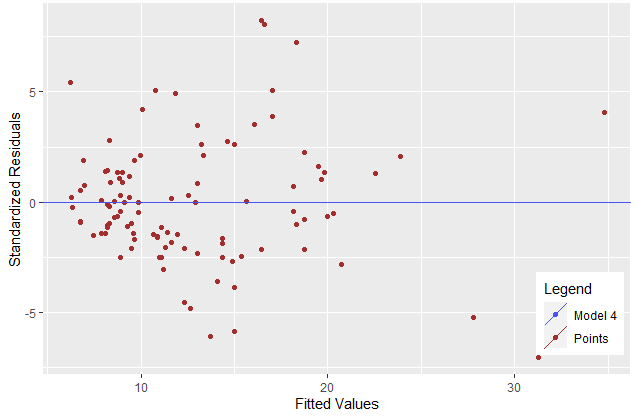 Standardized Residuals
5
0
-5
10
20
30
Fitted Values
Legend
Model 4
Points